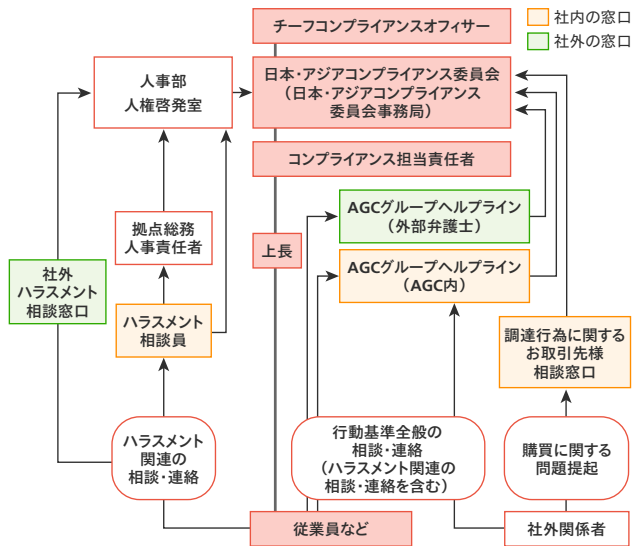 チーフコンプライアンスオフィサー
社内の窓口
社外の窓口
人事部
人権啓発室
日本・アジアコンプライアンス委員会
（日本・アジアコンプライアンス
委員会事務局）
コンプライアンス担当責任者
AGCグループヘルプライン
（外部弁護士）
拠点総務
人事責任者
上長
AGCグループヘルプライン
（AGC内）
社外
ハラスメント
相談窓口
ハラスメント
相談員
調達行為に関する
お取引先様
相談窓口
ハラスメント
関連の
相談・連絡
行動基準全般の
相談・連絡
（ハラスメント関連の
相談・連絡を含む）
購買に関する
問題提起
従業員など
社外関係者